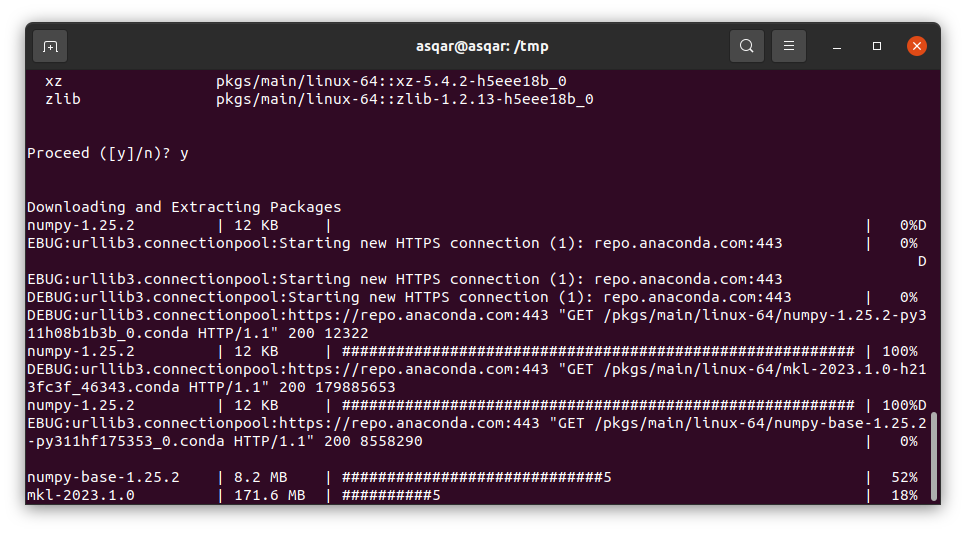 asqar@asqar: /tmp
xz                   pkgs/main/linux-64::xz-5.4.2-h5eee18b_0
zlib                 pkgs/main/linux-64::zlib-1.2.13-h5eee18b_0
Proceed ([y]/n)? y
Downloading and Extracting Packages
numpy-1.25.2         | 12 KB     |                                                            |   0%D
EBUG:urllib3.connectionpool:Starting new HTTPS connection (1): repo.anaconda.com:443         |   0%
D
EBUG:urllib3.connectionpool:Starting new HTTPS connection (1): repo.anaconda.com:443
DEBUG:urllib3.connectionpool:Starting new HTTPS connection (1): repo.anaconda.com:443        |   0%
DEBUG:urllib3.connectionpool:https://repo.anaconda.com:443 "GET /pkgs/main/linux-64/numpy-1.25.2-py3
11h08b1b3b_0.conda HTTP/1.1" 200 12322
numpy-1.25.2         | 12 KB     | ######################################################### | 100%
DEBUG:urllib3.connectionpool:https://repo.anaconda.com:443 "GET /pkgs/main/linux-64/mkl-2023.1.0-h21
3fc3f_46343.conda HTTP/1.1" 200 179885653
numpy-1.25.2         | 12 KB     | ######################################################### | 100%D
EBUG:urllib3.connectionpool:https://repo.anaconda.com:443 "GET /pkgs/main/linux-64/numpy-base-1.25.2
-py311hf175353_0.conda HTTP/1.1" 200 8558290                                                 |   0%
numpy-base-1.25.2    | 8.2 MB    | #############################5                            |  52%
mkl-2023.1.0         | 171.6 MB  | ##########5                                               |  18%